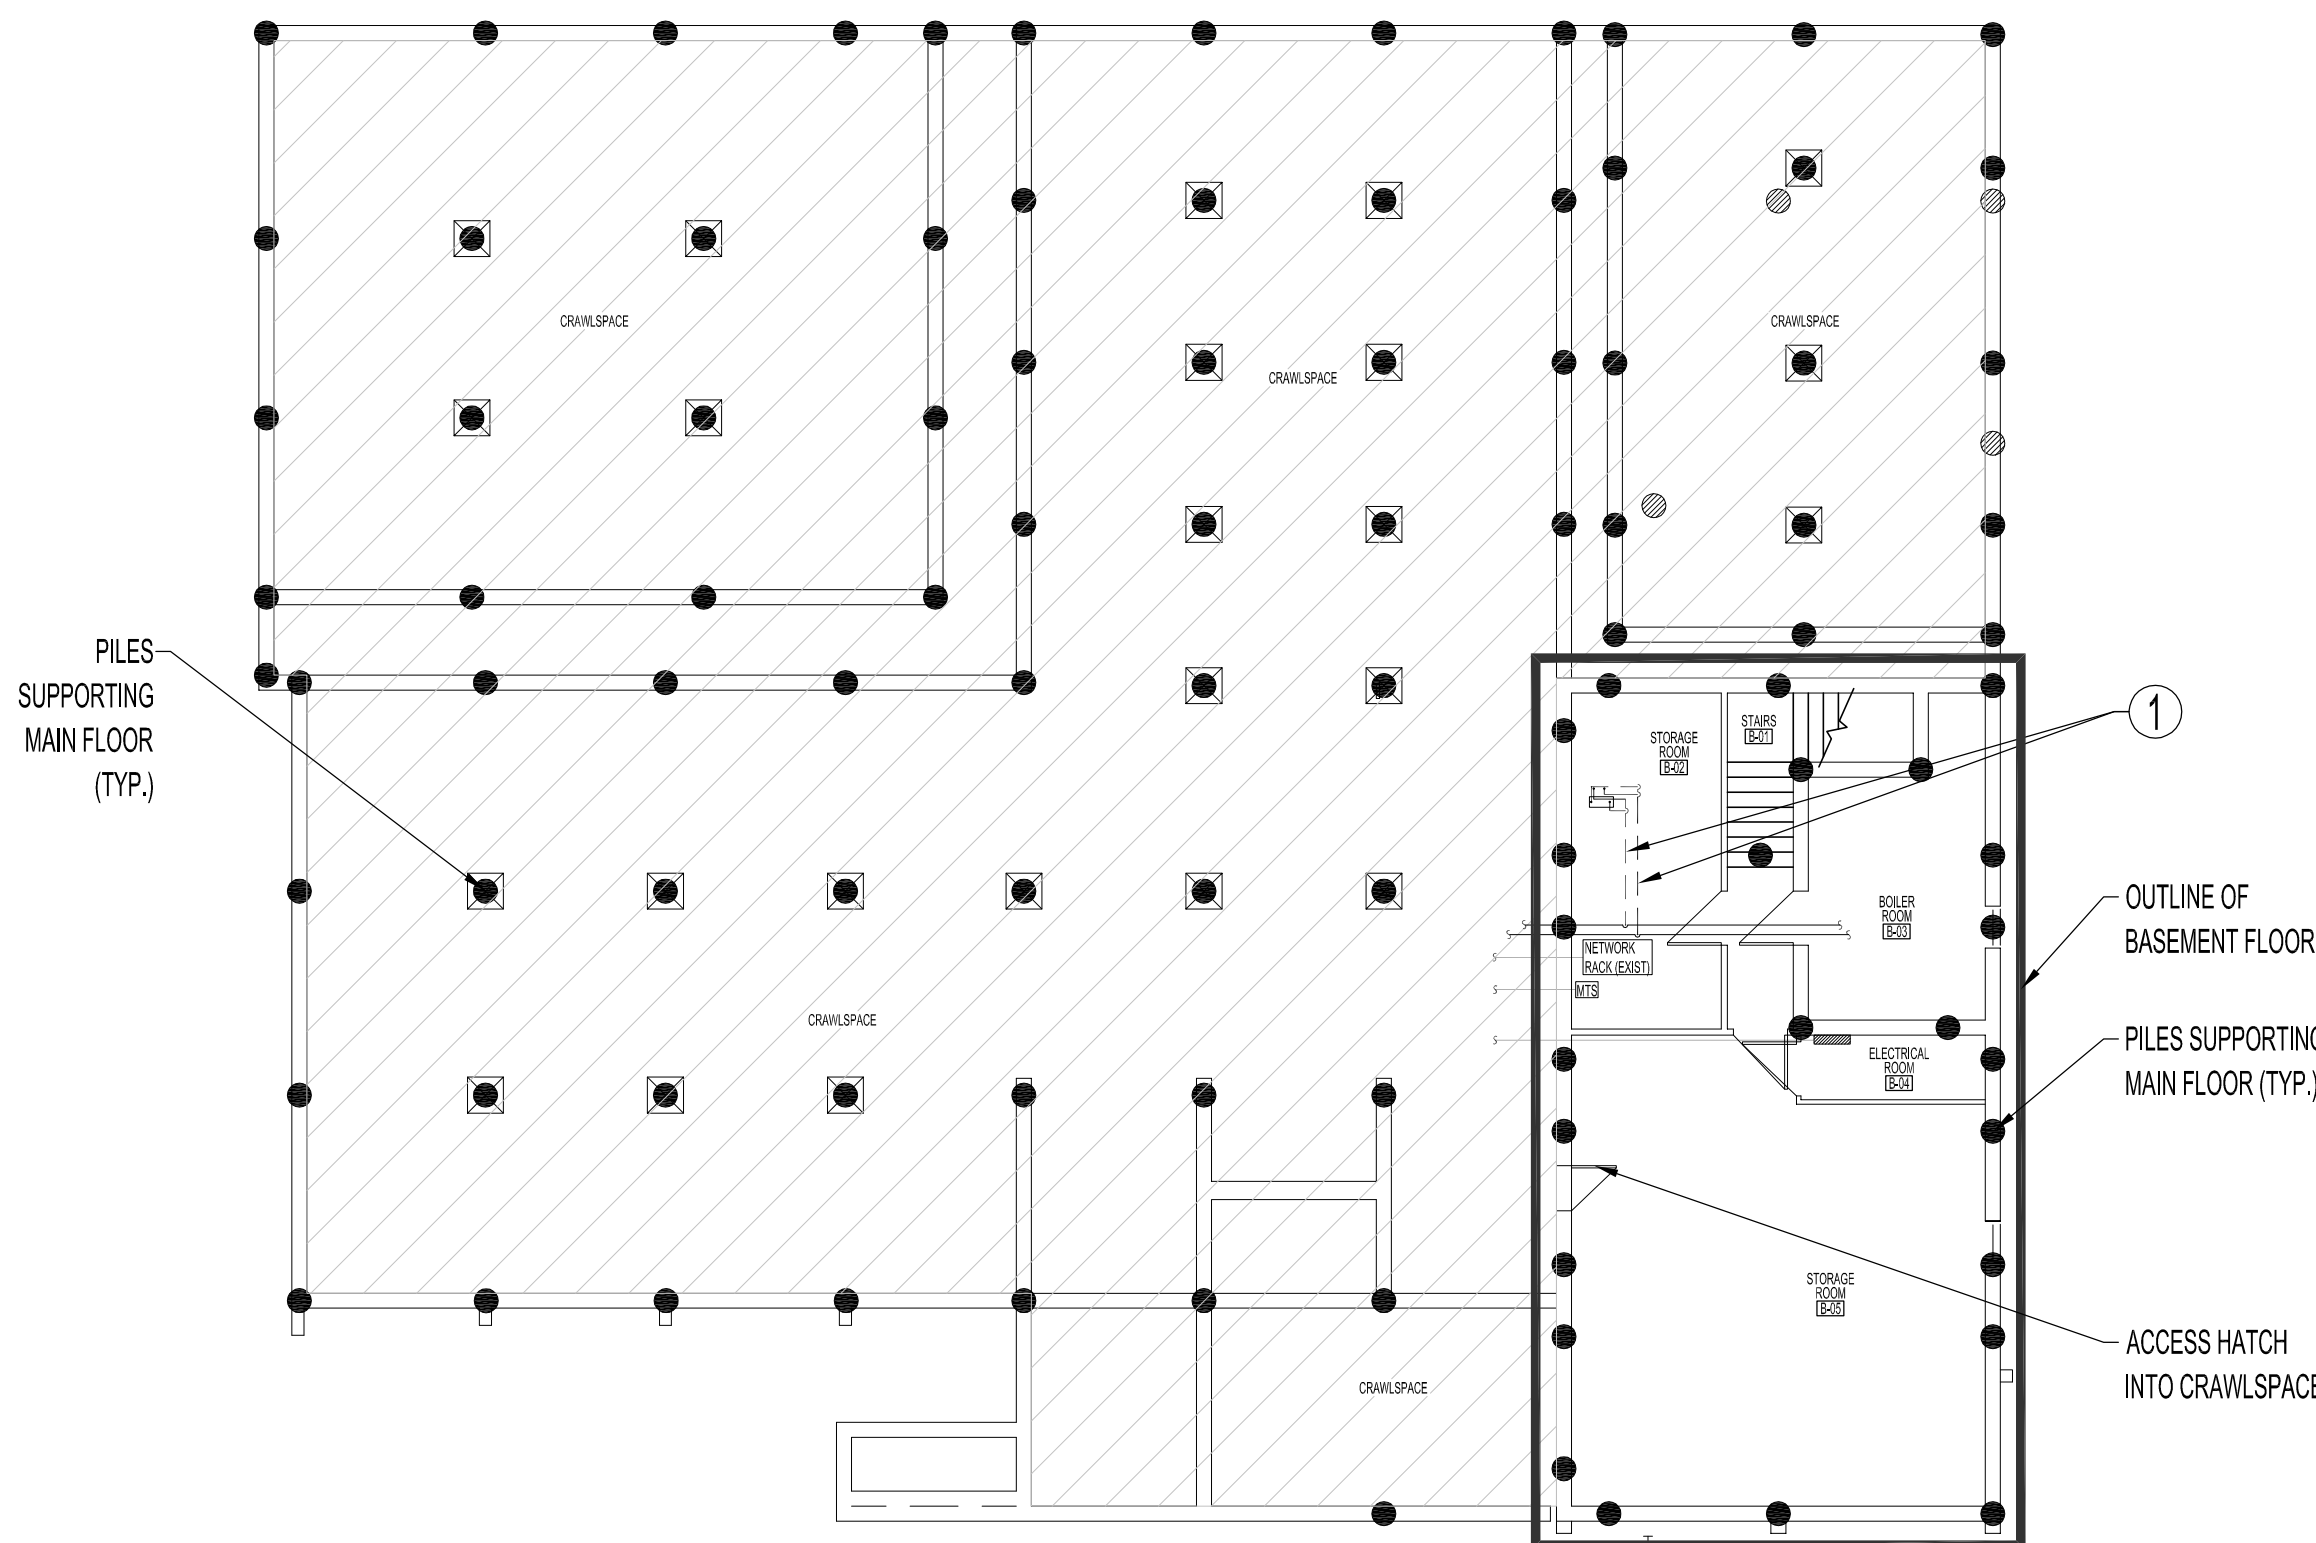 CRAWLSPACE
CRAWLSPACE
CRAWLSPACE
PILES
SUPPORTING
MAIN FLOOR
(TYP.)
1
STAIRS
B-01
STORAGE
ROOM
B-02
BOILER
ROOM
B-03
OUTLINE OF
BASEMENT FLOOR
NETWORK
RACK (EXIST)
MTS
CRAWLSPACE
ELECTRICAL
ROOM
B-04
PILES SUPPORTING
MAIN FLOOR (TYP.)
STORAGE
ROOM
B-05
ACCESS HATCH
INTO CRAWLSPACE
CRAWLSPACE